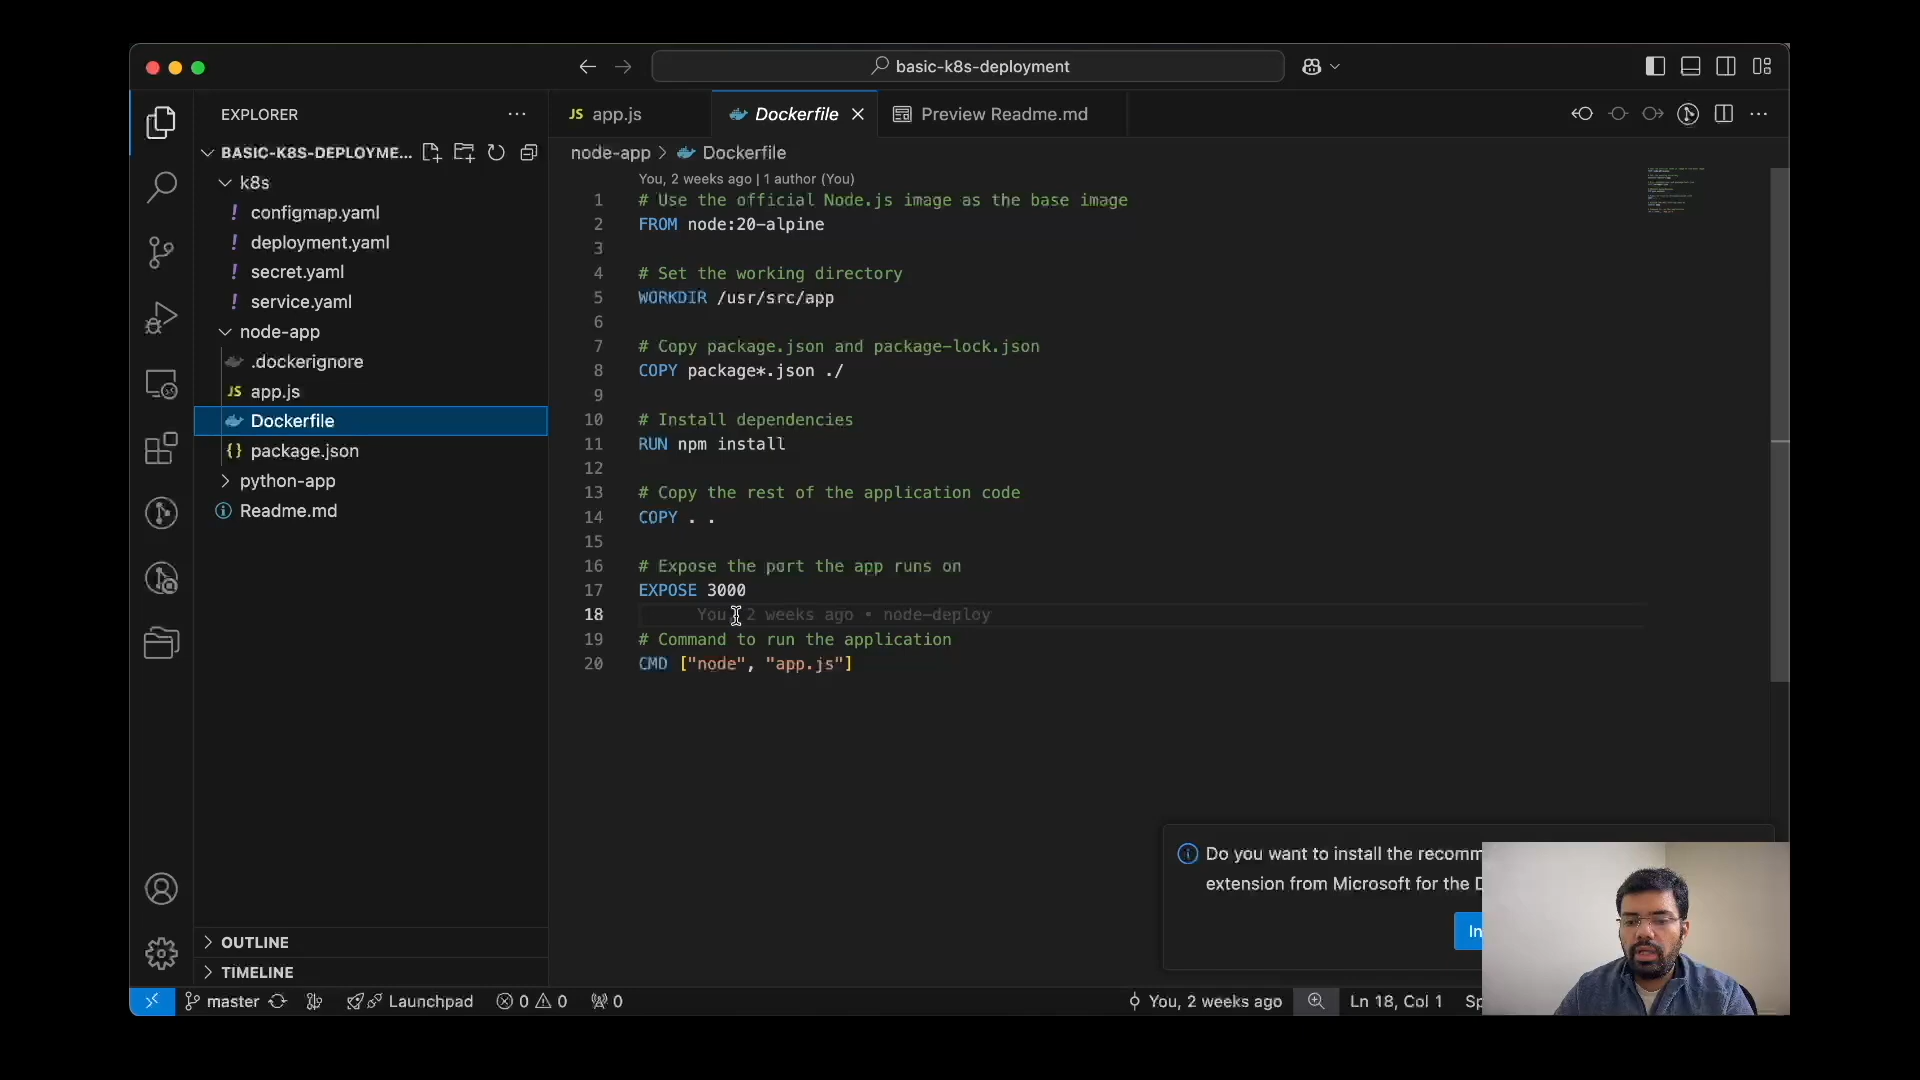 basic-k8s-deployment
EXPLORER
BASIC-K8S-DEPLOYME...
k8s
! configmap.yaml
! deployment.yaml
! secret.yaml
! service.yaml
node-app
.dockerignore
JS app.js
Dockerfile
{} package.json
python-app
Readme.md
OUTLINE
TIMELINE
JS app.js
Dockerfile
Preview Readme.md
node-app > Dockerfile
You, 2 weeks ago | 1 author (You)
1 # Use the official Node.js image as the base image
2 FROM node:20-alpine
3
4 # Set the working directory
5 WORKDIR /usr/src/app
6
7 # Copy package.json and package-lock.json
8 COPY package*.json ./
9
10 # Install dependencies
11 RUN npm install
12
13 # Copy the rest of the application code
14 COPY . .
15
16 # Expose the port the app runs on
17 EXPOSE 3000
18 You, 2 weeks ago • node-deploy
19 # Command to run the application
20 CMD ["node", "app.js"]
Do you want to install the recomm
extension from Microsoft for the D
In
master
Launchpad
0
0
0
You, 2 weeks ago
Ln 18, Col 1
Sp